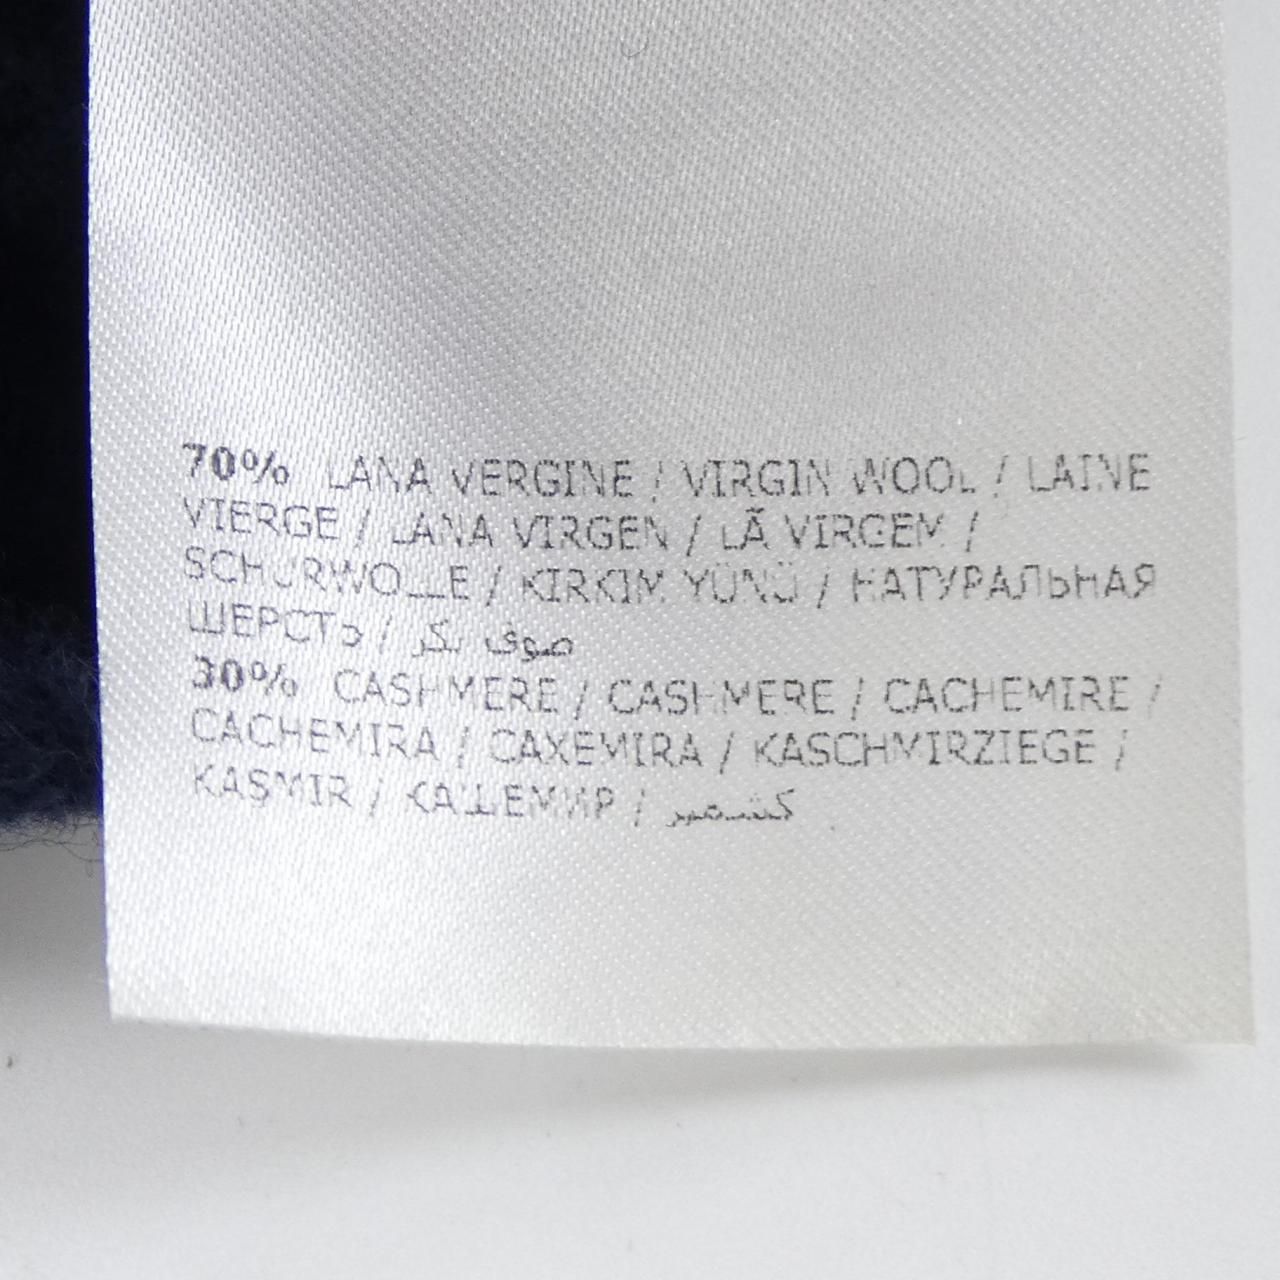 70% LANA VERGINE / VIRGIN WOOL / LAINE
VIERGE / LANA VIRGEN / LÃ VIRGEM /
SCHURWOLLE / KIRKIM YÜNÜ / НАТУРАЛЬНАЯ
ШЕРСТЬ / صوف بكر
30% CASHMERE / CASHMERE / CACHEMIRE /
CACHEMIRA / CAXEMIRA / KASCHMIRZIEGE /
KAŞMIR / КАШЕМИР / كشمير